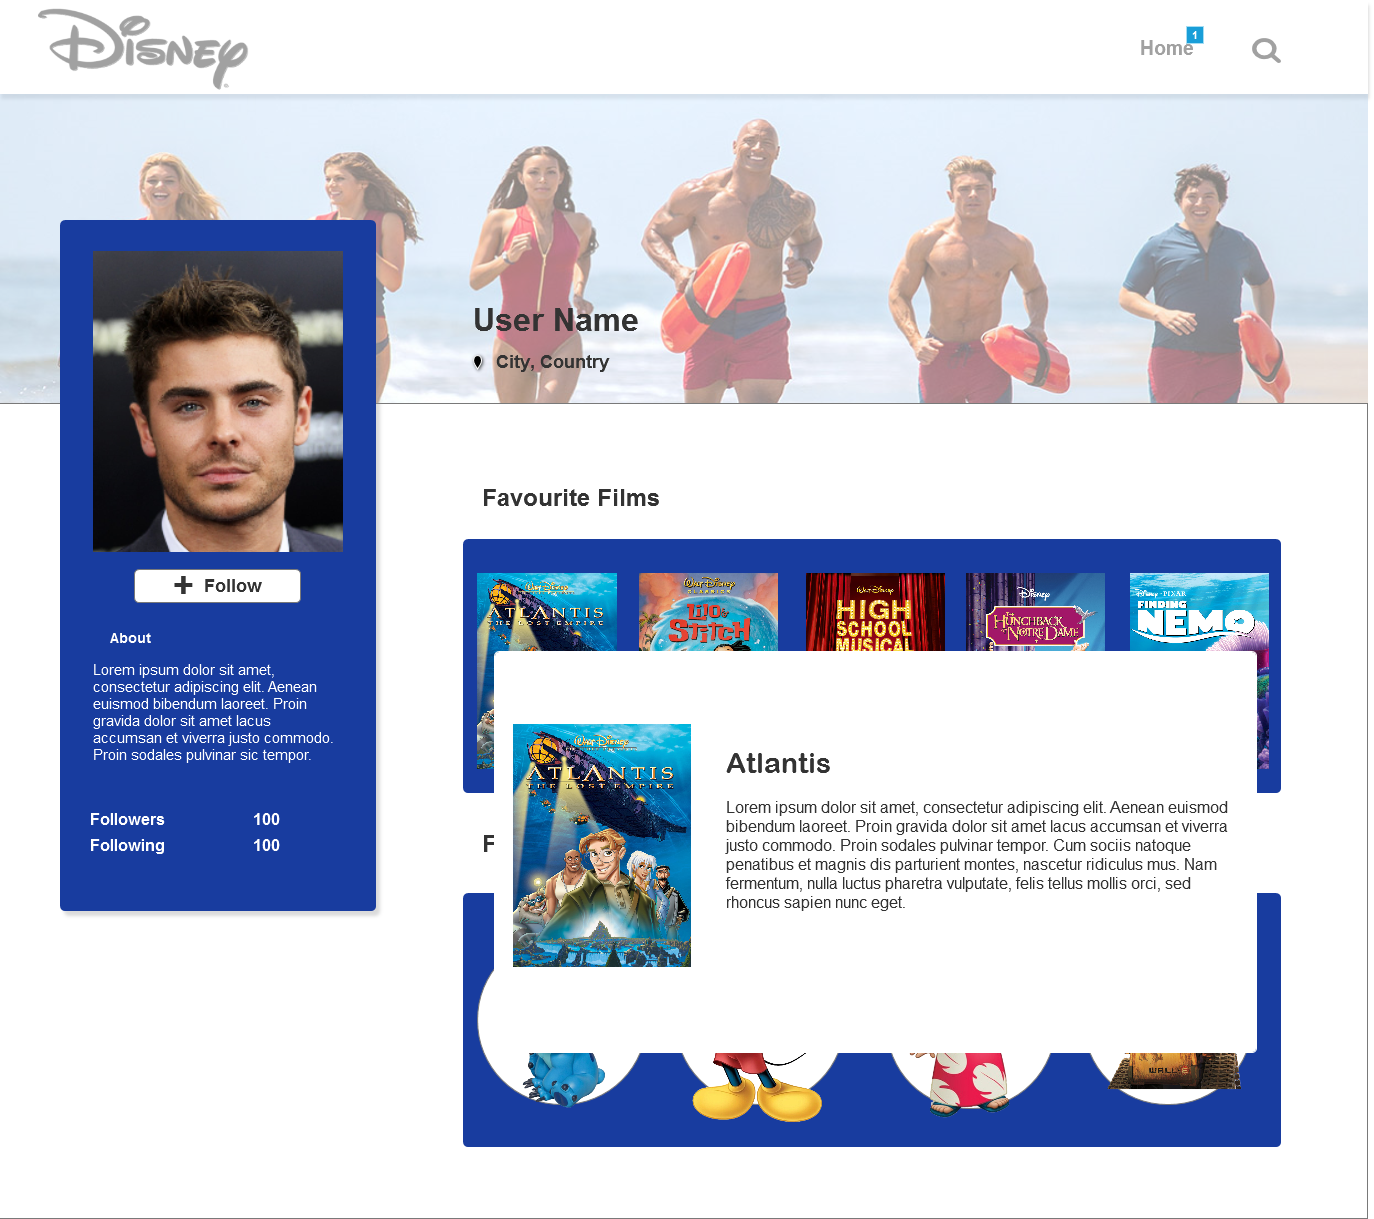 Disney
Home
1
User Name
City, Country
Follow
About
Lorem ipsum dolor sit amet,
consectetur adipiscing elit. Aenean
euismod bibendum laoreet. Proin
gravida dolor sit amet lacus
accumsan et viverra justo commodo.
Proin sodales pulvinar sic tempor.
Followers 100
Following 100
Favourite Films
WALT DISNEY
ATLANTIS
THE LOST EMPIRE
WALT DISNEY
CLASSICS
LILO &
STITCH
WALT DISNEY
HIGH
SCHOOL
MUSICAL
Disney
THE
HUNCHBACK
OF NOTRE DAME
Disney · PIXAR
FINDING
NEMO
F
WALT DISNEY
ATLANTIS
THE LOST EMPIRE
Atlantis
Lorem ipsum dolor sit amet, consectetur adipiscing elit. Aenean euismod
bibendum laoreet. Proin gravida dolor sit amet lacus accumsan et viverra
justo commodo. Proin sodales pulvinar tempor. Cum sociis natoque
penatibus et magnis dis parturient montes, nascetur ridiculus mus. Nam
fermentum, nulla luctus pharetra vulputate, felis tellus mollis orci, sed
rhoncus sapien nunc eget.
WALL-E